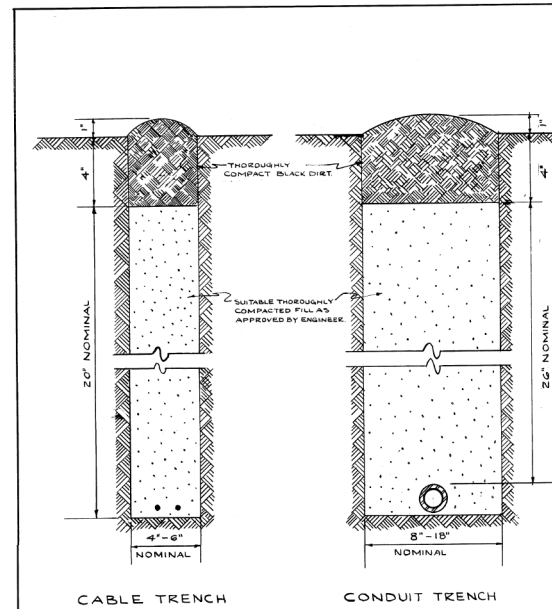 1"
4"
20" NOMINAL
THOROUGHLY
COMPACT BLACK DIRT.
SUITABLE THOROUGHLY
COMPACTED FILL AS
APPROVED BY ENGINEER.
1"
4"
26" NOMINAL
4"-6"
NOMINAL
8"-18"
NOMINAL
CABLE TRENCH
CONDUIT TRENCH